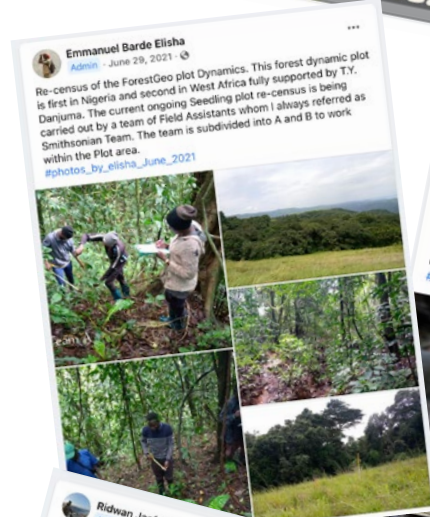 Emmanuel Barde Elisha
Admin · June 29, 2021 ·
Re-census of the ForestGeo plot Dynamics. This forest dynamic plot
is first in Nigeria and second in West Africa fully supported by T.Y.
Danjuma. The current ongoing Seedling plot re-census is being
carried out by a team of Field Assistants whom I always referred as
Smithsonian Team. The team is subdivided into A and B to work
within the Plot area.
#photos_by_elisha_June_2021
Ridwan